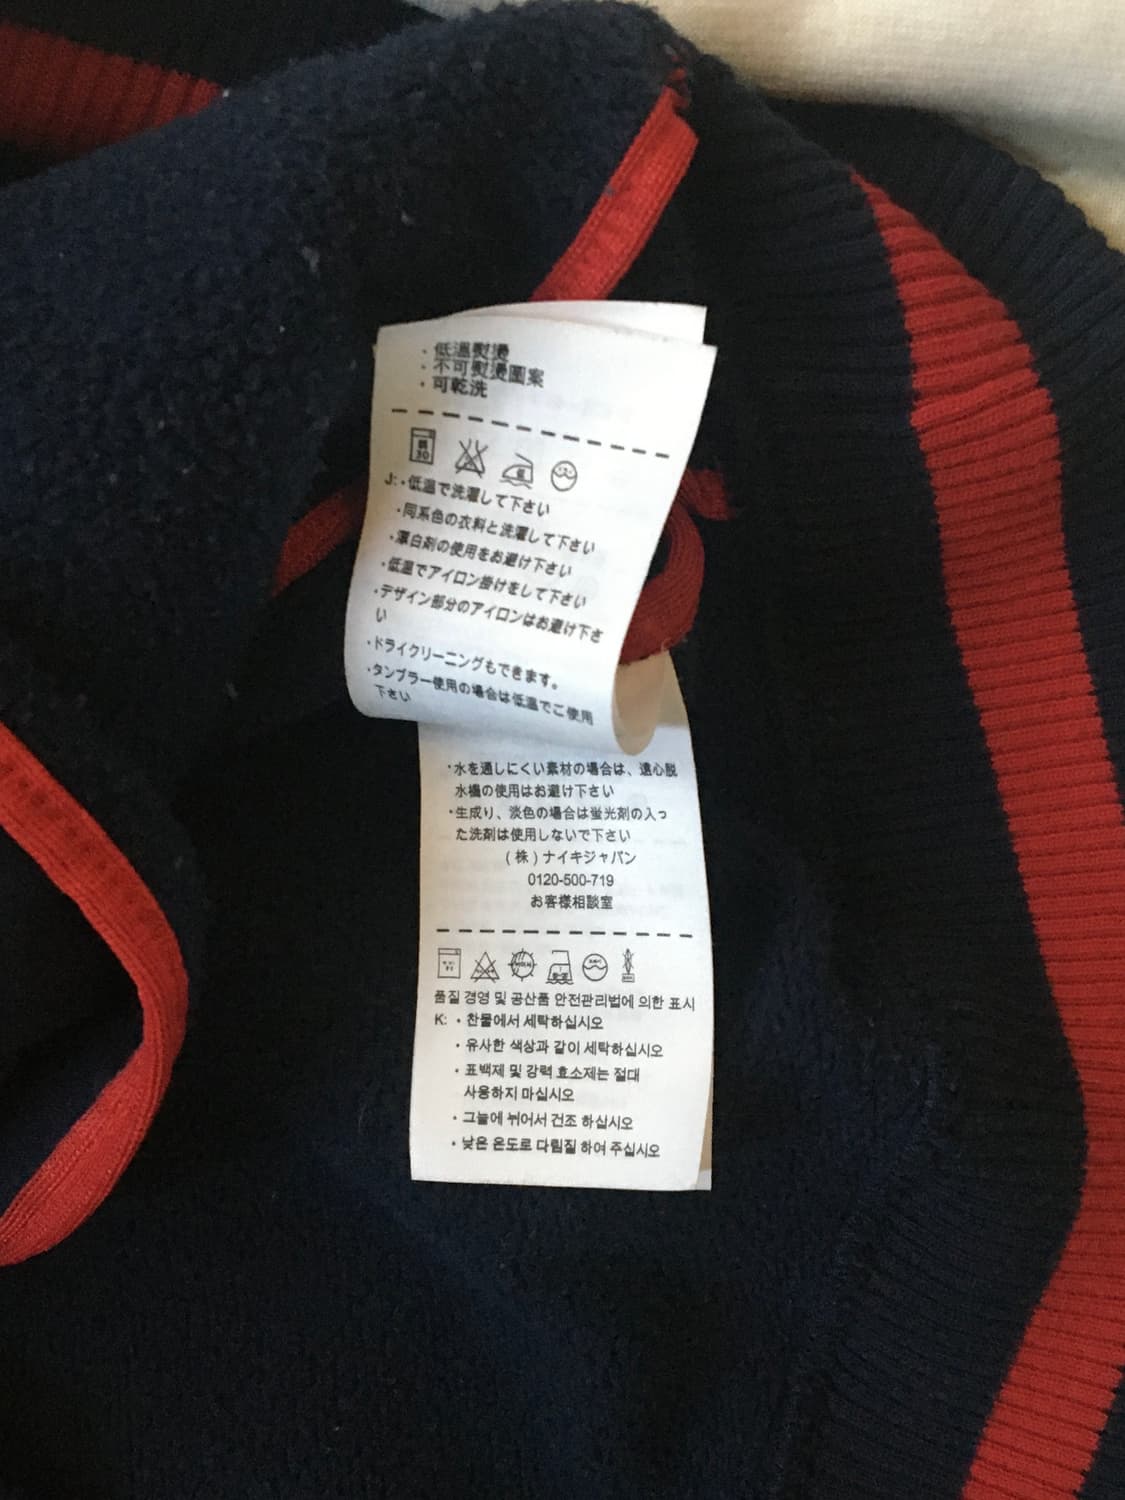 ・低溫熨燙
・不可熨燙圖案
・可乾洗
30
J:・低温で洗濯して下さい
・同系色の衣料と洗濯して下さい
・漂白剤の使用をお避け下さい
・低温でアイロン掛けをして下さい
・デザイン部分のアイロンはお避け下さ
い
・ドライクリーニングもできます。
・タンブラー使用の場合は低温でご使用
下さい
・水を通しにくい素材の場合は、遠心脱
水機の使用はお避け下さい
・生成り、淡色の場合は蛍光剤の入っ
た洗剤は使用しないで下さい
(株)ナイキジャパン
0120-500-719
お客様相談室
품질 경영 및 공산품 안전관리법에 의한 표시
K: ・찬물에서 세탁하십시오
・유사한 색상과 같이 세탁하십시오
・표백제 및 강력 효소제는 절대
사용하지 마십시오
・그늘에 뉘어서 건조 하십시오
・낮은 온도로 다림질 하여 주십시오